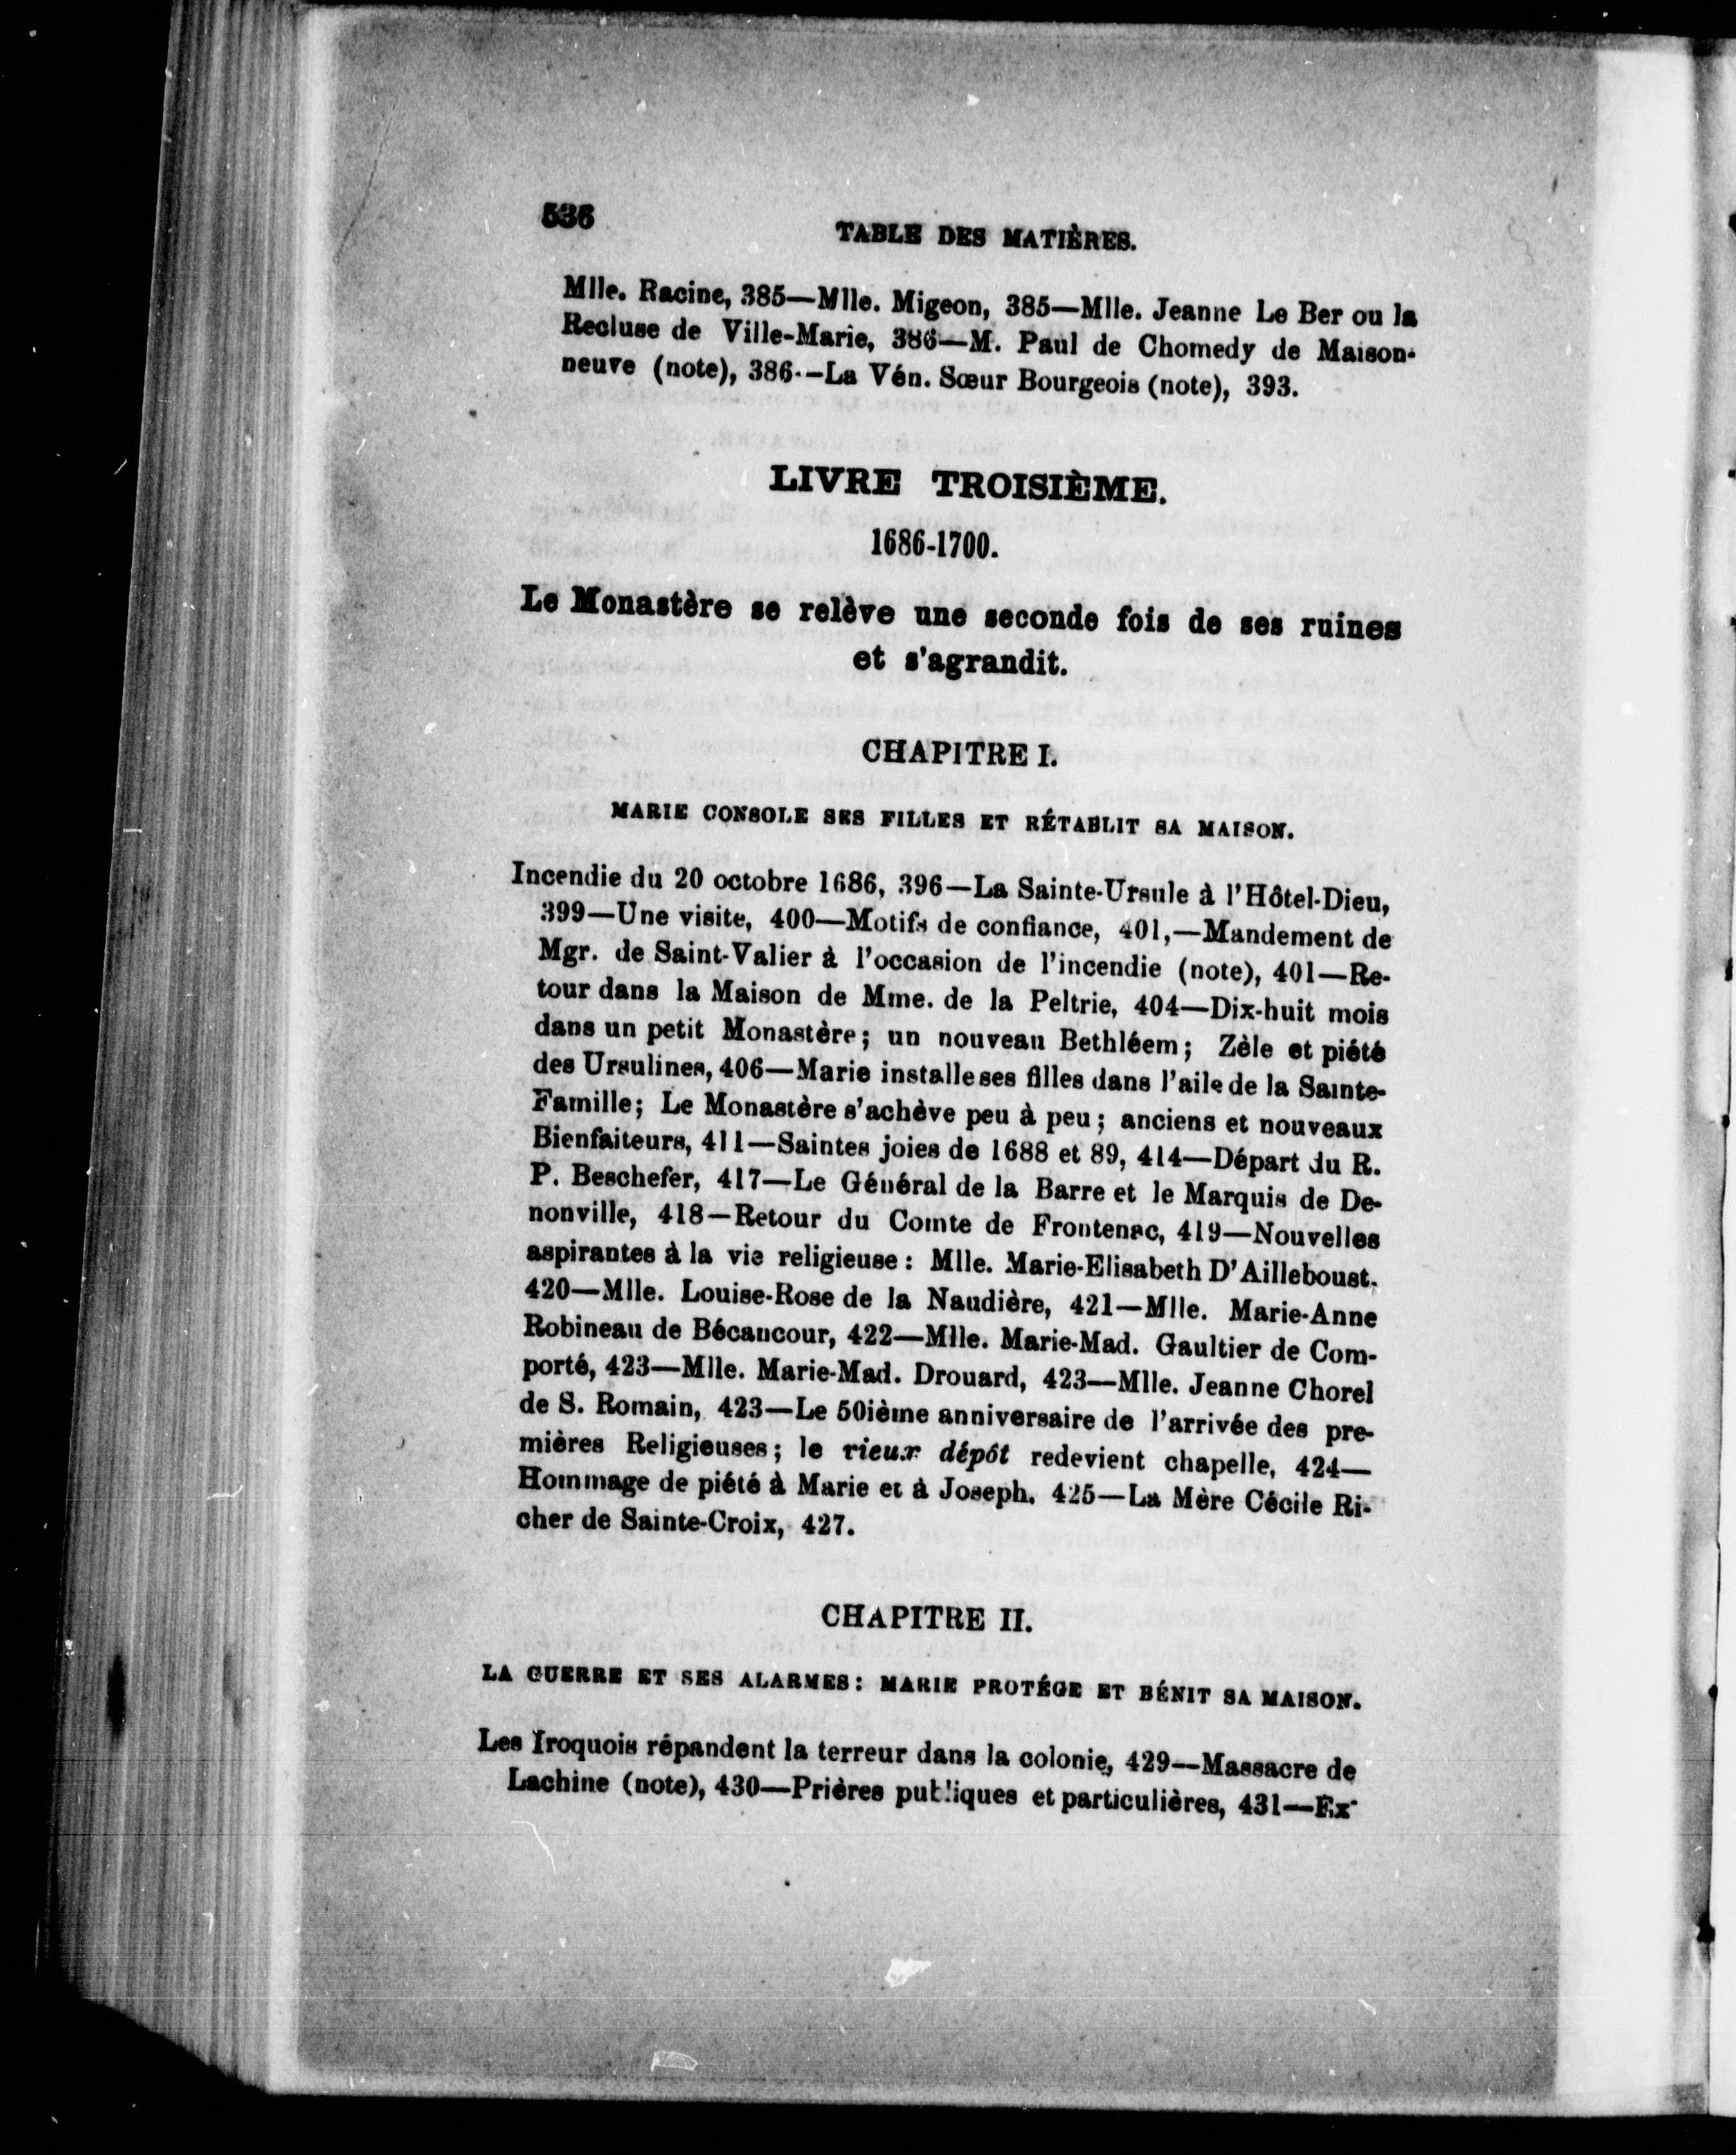 536
TABLE DES MATIÈRES.
Mlle. Racine, 385—Mlle. Migeon, 385—Mlle. Jeanne Le Ber ou la
Recluse de Ville-Marie, 386—M. Paul de Chomedy de Maison-
neuve (note), 386.--La Vén. Sœur Bourgeois (note), 393.
LIVRE TROISIÈME.
1686-1700.
Le Monastère se relève une seconde fois de ses ruines
et s'agrandit.
CHAPITRE I.
MARIE CONSOLE SES FILLES ET RÉTABLIT SA MAISON.
Incendie du 20 octobre 1686, 396—La Sainte-Ursule à l'Hôtel-Dieu,
399—Une visite, 400—Motifs de confiance, 401,—Mandement de
Mgr. de Saint-Valier à l'occasion de l'incendie (note), 401—Re-
tour dans la Maison de Mme. de la Peltrie, 404—Dix-huit mois
dans un petit Monastère; un nouveau Bethléem; Zèle et piété
des Ursulines, 406—Marie installe ses filles dans l'aile de la Sainte-
Famille; Le Monastère s'achève peu à peu; anciens et nouveaux
Bienfaiteurs, 411—Saintes joies de 1688 et 89, 414—Départ du R.
P. Beschefer, 417—Le Général de la Barre et le Marquis de De-
nonville, 418—Retour du Comte de Frontenac, 419—Nouvelles
aspirantes à la vie religieuse: Mlle. Marie-Elisabeth D'Ailleboust,
420—Mlle. Louise-Rose de la Naudière, 421—Mlle. Marie-Anne
Robineau de Bécancour, 422—Mlle. Marie-Mad. Gaultier de Com-
porté, 423—Mlle. Marie-Mad. Drouard, 423—Mlle. Jeanne Chorel
de S. Romain, 423—Le 50ième anniversaire de l'arrivée des pre-
mières Religieuses; le vieux dépôt redevient chapelle, 424—
Hommage de piété à Marie et à Joseph, 425—La Mère Cécile Ri-
cher de Sainte-Croix, 427.
CHAPITRE II.
LA GUERRE ET SES ALARMES: MARIE PROTÉGE ET BÉNIT SA MAISON.
Les Iroquois répandent la terreur dans la colonie, 429—Massacre de
Lachine (note), 430—Prières publiques et particulières, 431—Ex-